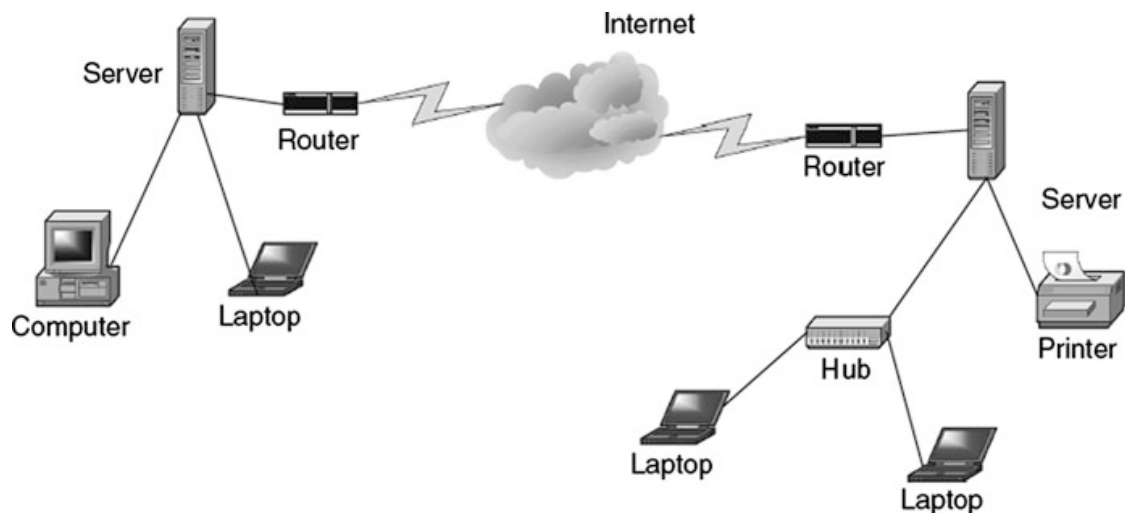 Internet
Server
Router
Router
Server
Computer
Laptop
Hub
Printer
Laptop
Laptop